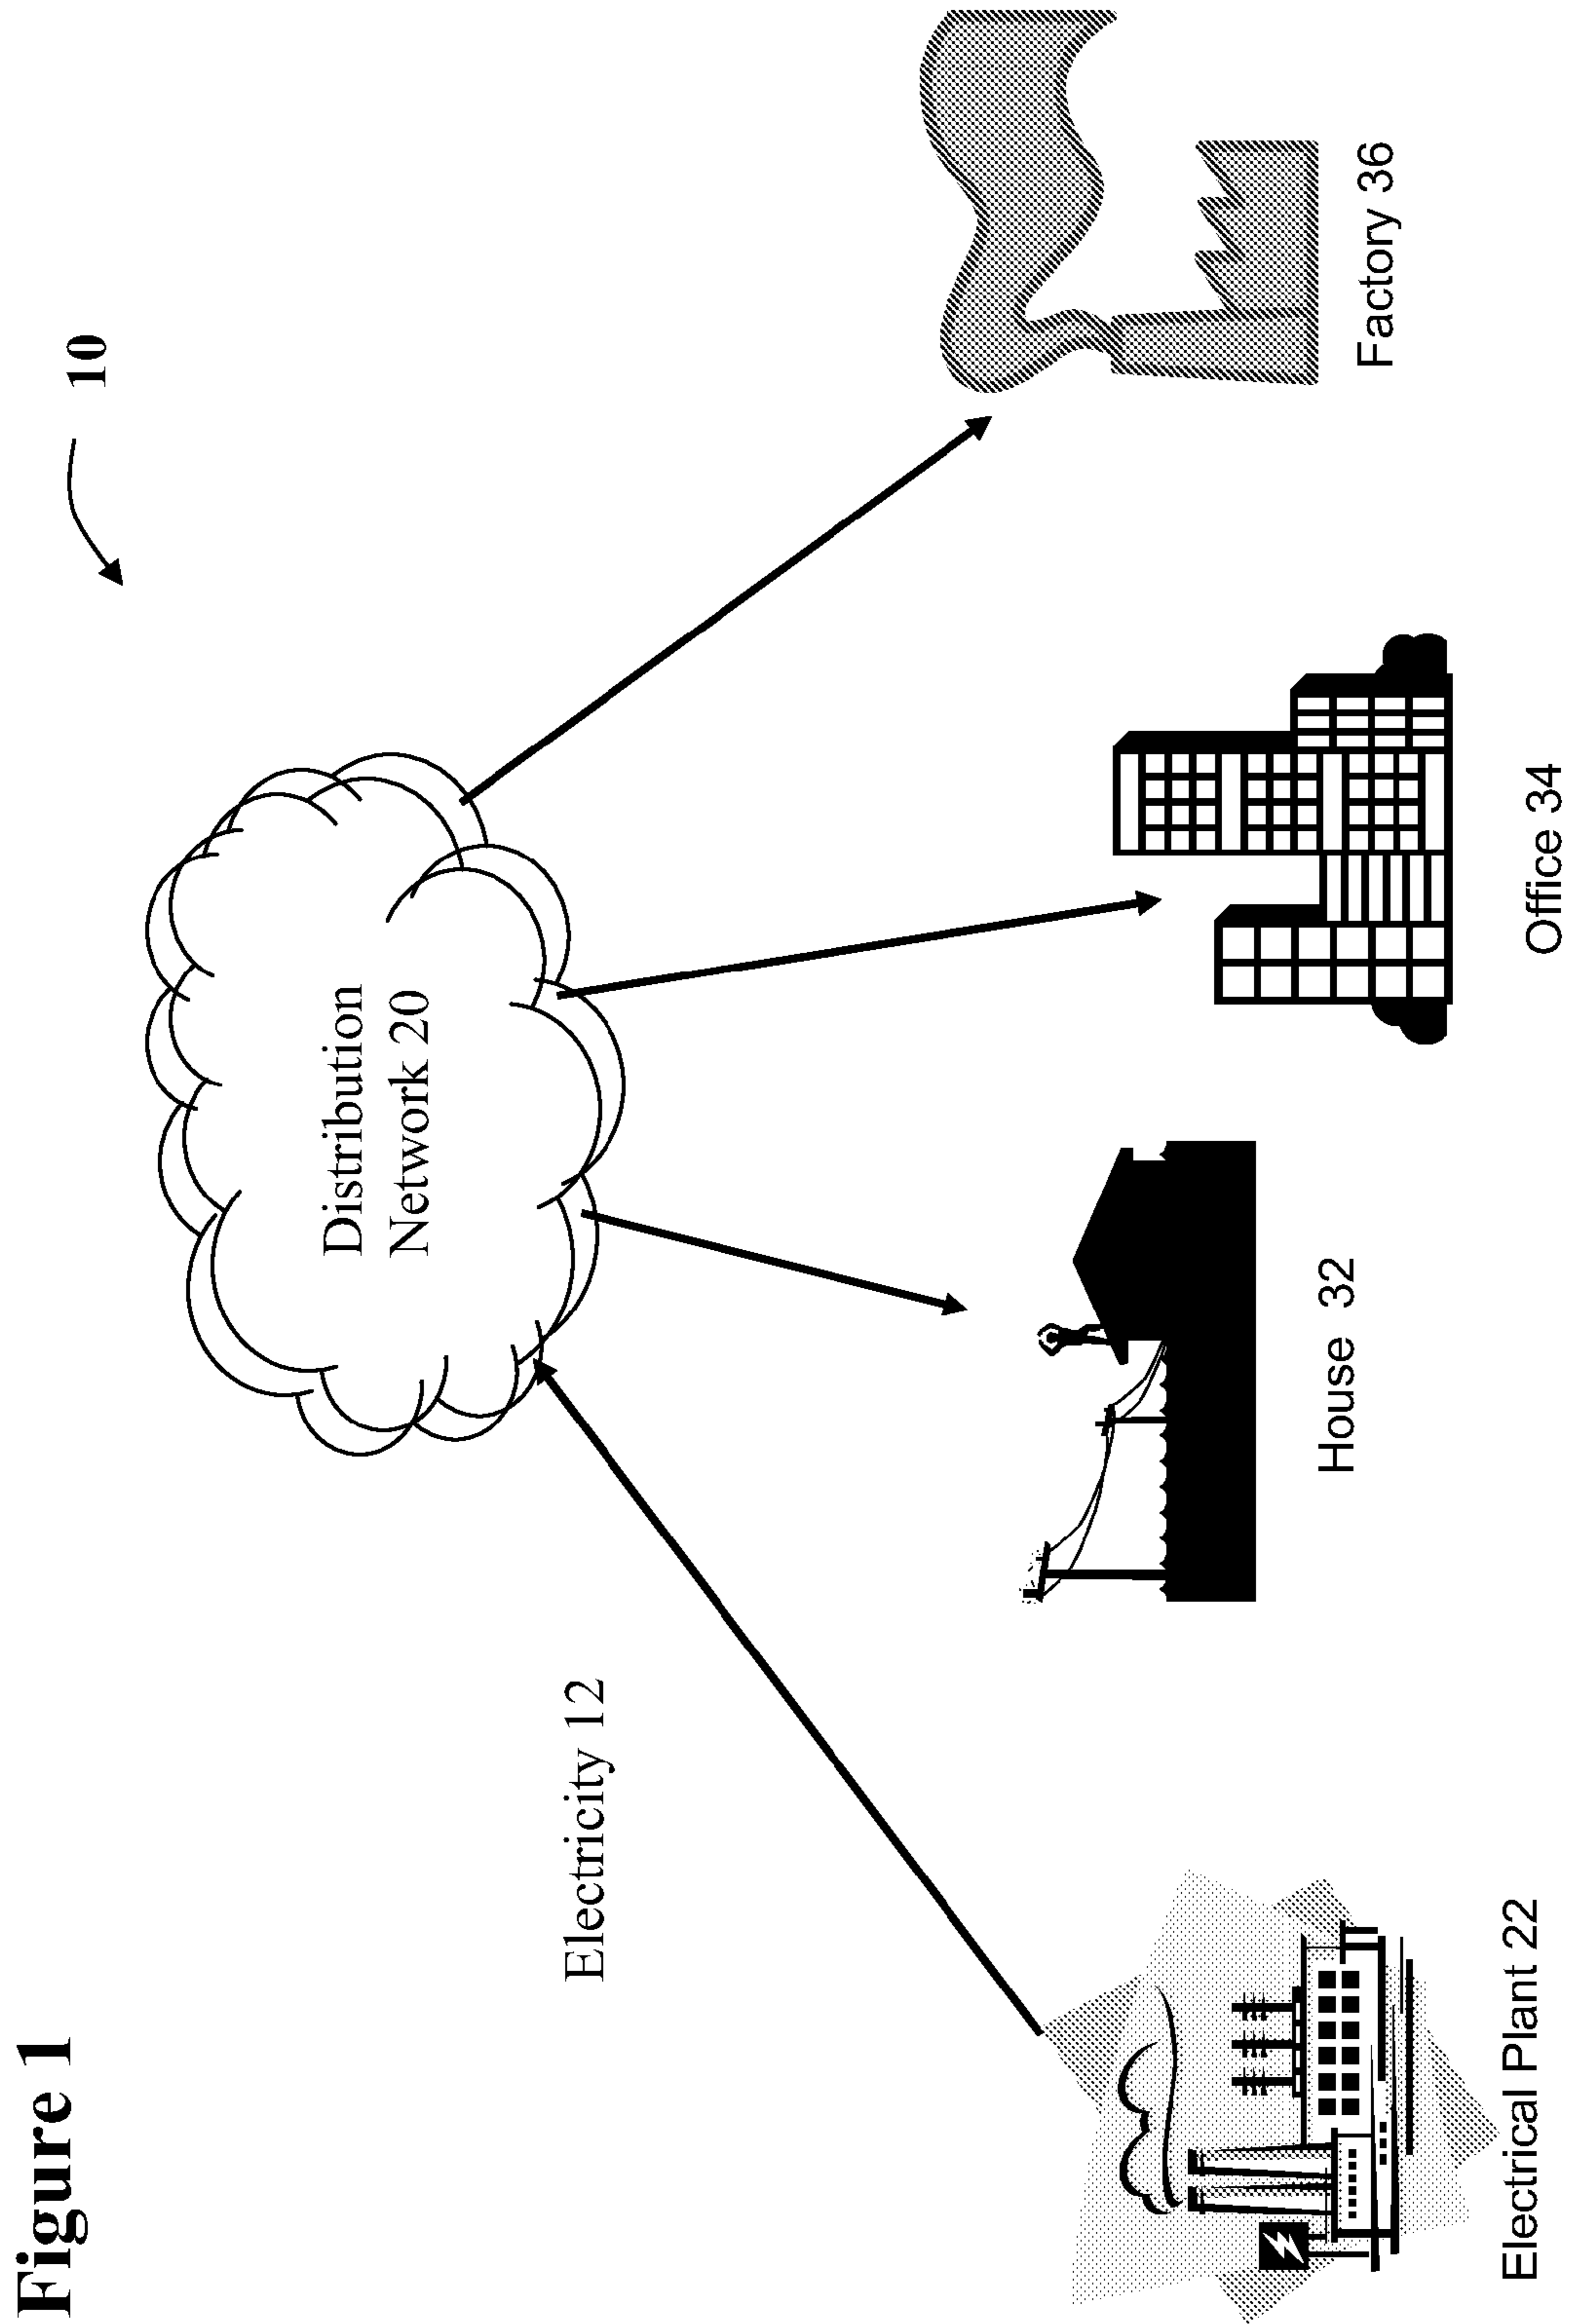 Figure 1
10
Distribution
Network 20
Electricity 12
Electrical Plant 22
House 32
Office 34
Factory 36